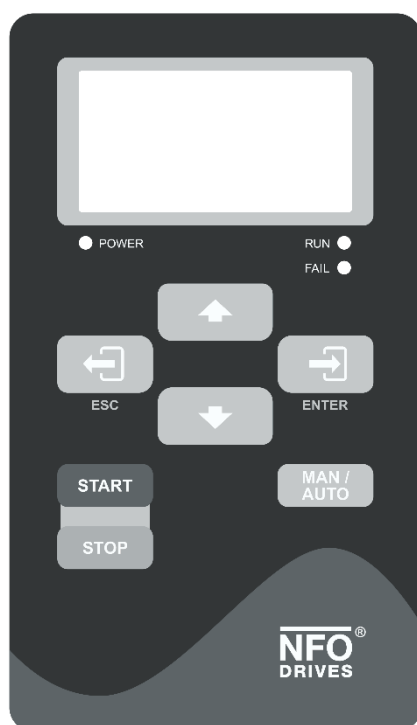 POWER
RUN
FAIL
ESC
ENTER
START
MAN /
AUTO
STOP
NFO®
DRIVES